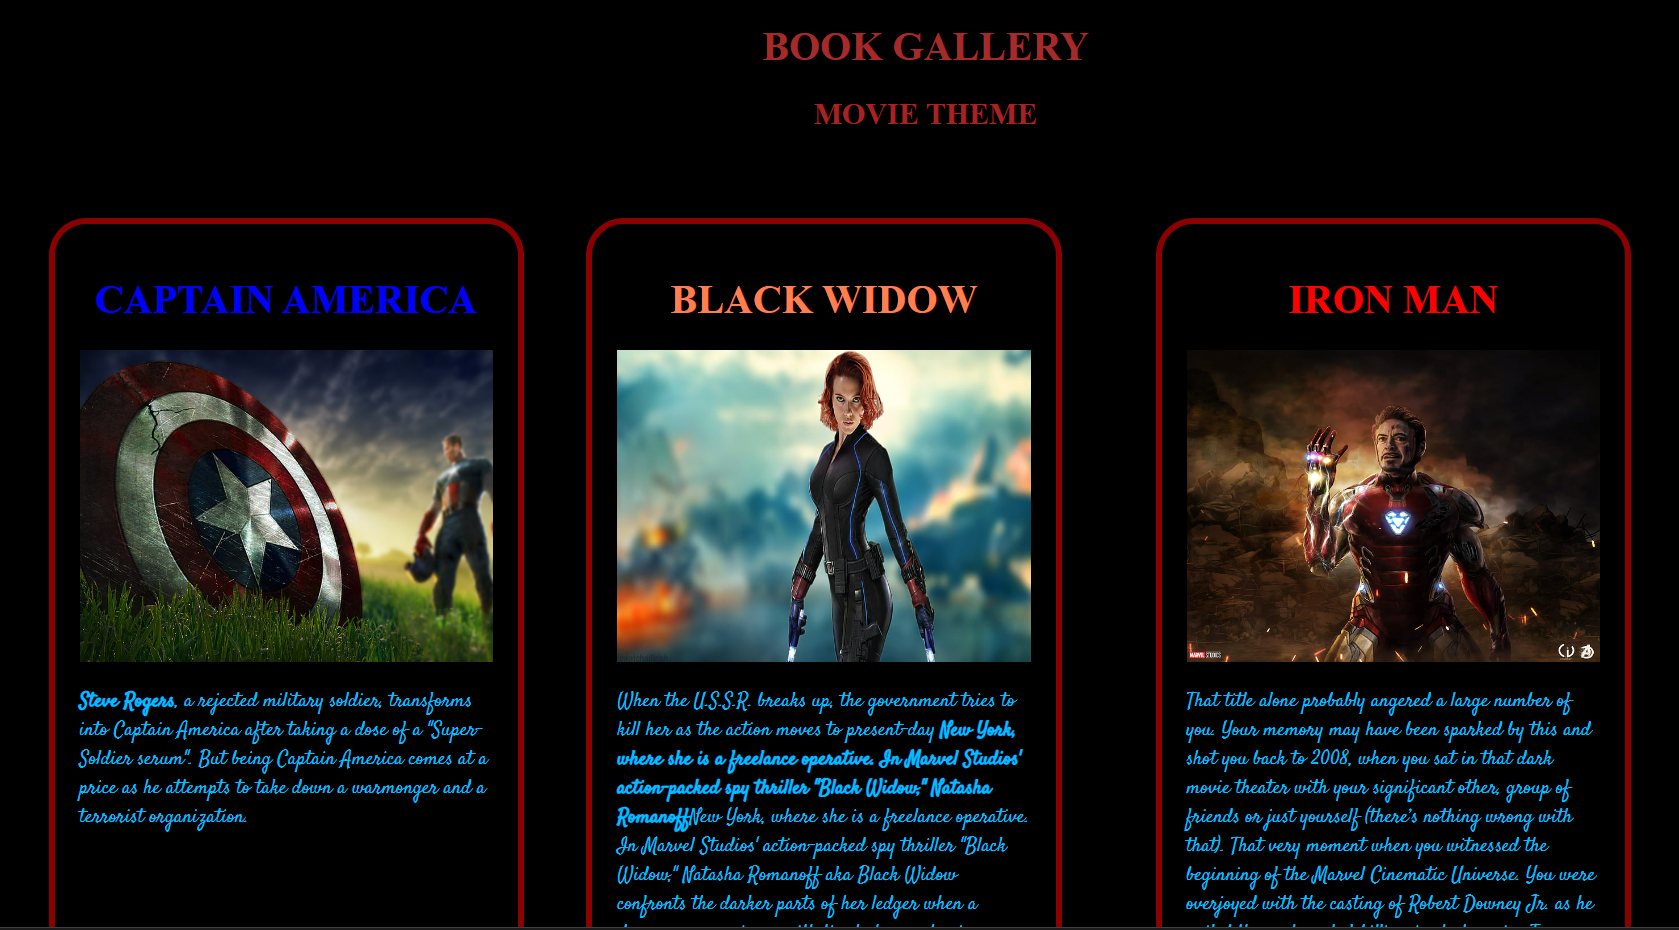 BOOK GALLERY
MOVIE THEME
CAPTAIN AMERICA
Steve Rogers, a rejected military soldier, transforms
into Captain America after taking a dose of a "Super-
Soldier serum". But being Captain America comes at a
price as he attempts to take down a warmonger and a
terrorist organization.
BLACK WIDOW
When the U.S.S.R. breaks up, the government tries to
kill her as the action moves to present-day New York,
where she is a freelance operative. In Marvel Studios'
action-packed spy thriller "Black Widow," Natasha
RomanoffNew York, where she is a freelance operative.
In Marvel Studios' action-packed spy thriller "Black
Widow," Natasha Romanoff aka Black Widow
confronts the darker parts of her ledger when a
IRON MAN
MARVEL STUDIOS
That title alone probably angered a large number of
you. Your memory may have been sparked by this and
shot you back to 2008, when you sat in that dark
movie theater with your significant other, group of
friends or just yourself (there's nothing wrong with
that). That very moment when you witnessed the
beginning of the Marvel Cinematic Universe. You were
overjoyed with the casting of Robert Downey Jr. as he